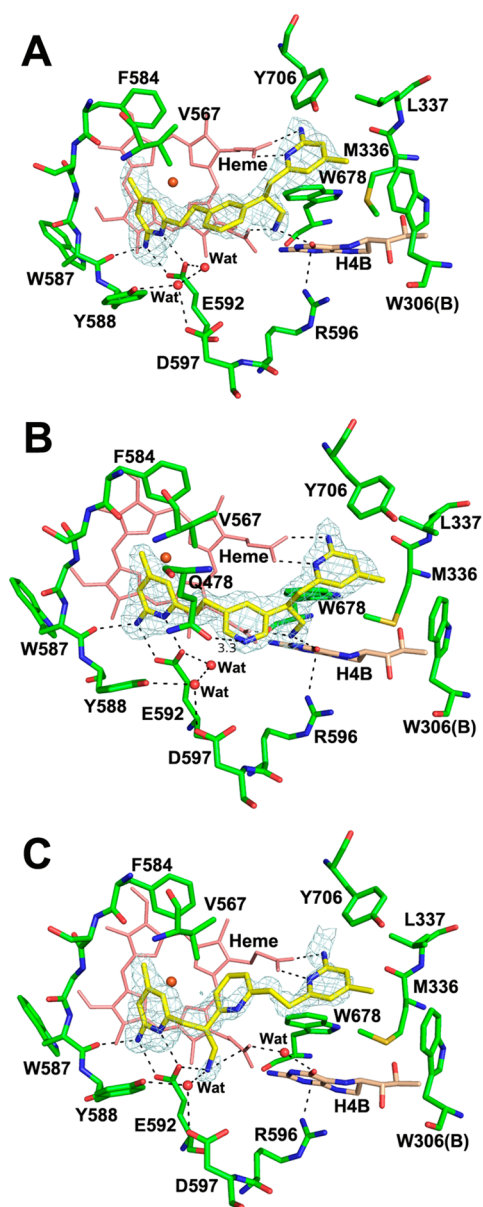 A
F584
Y706
V567
L337
Heme
M336
W678
W587
Wat
H4B
Wat
E592
Y588
R596
W306(B)
D597
B
F584
Y706
V567
L337
Heme
Q478
M336
W678
W587
3.3
Wat
H4B
Y588
Wat
E592
R596
W306(B)
D597
C
F584
Y706
V567
L337
Heme
M336
W678
Wat
W587
Wat
H4B
Y588
E592
R596
W306(B)
D597